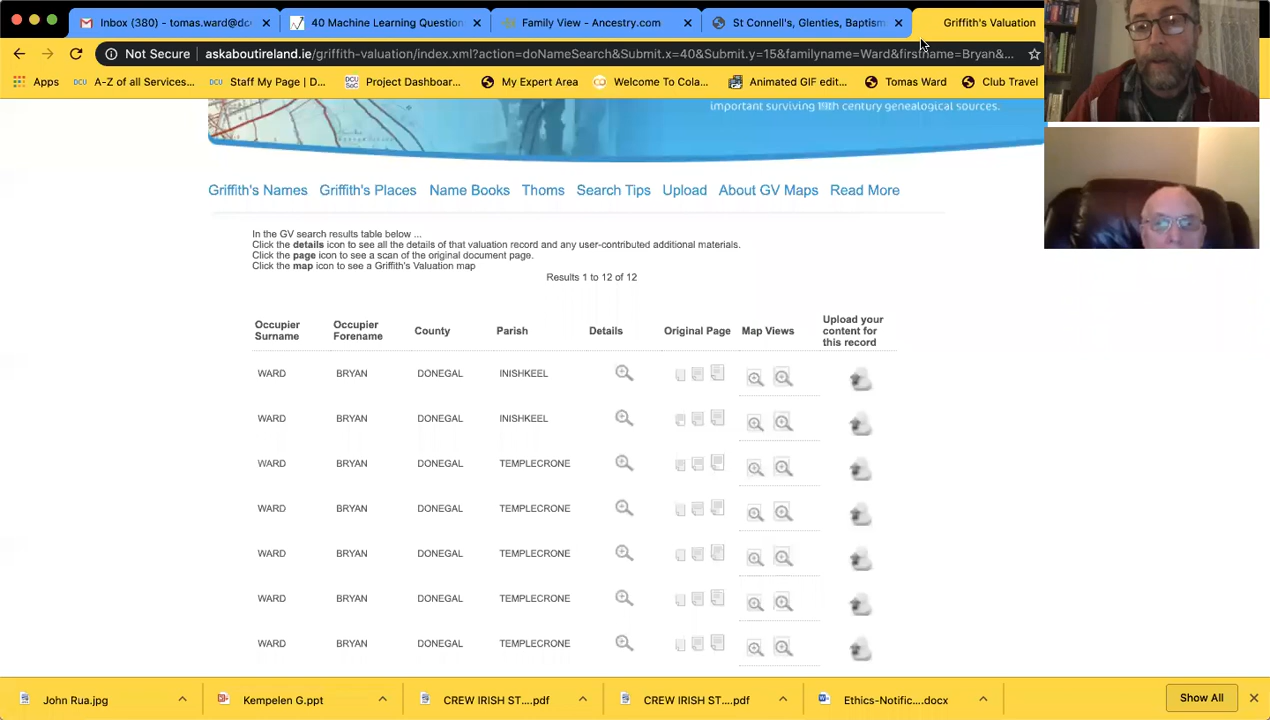 Inbox (380) - tomas.ward@dc
40 Machine Learning Question
Family View - Ancestry.com
St Connell's, Glenties, Baptism
Griffith's Valuation
Not Secure
askaboutireland.ie/griffith-valuation/index.xml?action=doNameSearch&Submit.x=40&Submit.y=15&familyname=Ward&firstname=Bryan&...
Apps
DCU A-Z of all Services...
DCU Staff My Page | D...
DCU SoC Project Dashboar...
My Expert Area
Welcome To Cola...
Animated GIF edit...
Tomas Ward
Club Travel
important surviving 19th century genealogical sources.
Griffith's Names Griffith's Places Name Books Thoms Search Tips Upload About GV Maps Read More
In the GV search results table below ...
Click the details icon to see all the details of that valuation record and any user-contributed additional materials.
Click the page icon to see a scan of the original document page.
Click the map icon to see a Griffith's Valuation map
Results 1 to 12 of 12
Occupier Surname
Occupier Forename
County
Parish
Details
Original Page
Map Views
Upload your content for this record
WARD BRYAN DONEGAL INISHKEEL
WARD BRYAN DONEGAL INISHKEEL
WARD BRYAN DONEGAL TEMPLECRONE
WARD BRYAN DONEGAL TEMPLECRONE
WARD BRYAN DONEGAL TEMPLECRONE
WARD BRYAN DONEGAL TEMPLECRONE
WARD BRYAN DONEGAL TEMPLECRONE
John Rua.jpg
Kempelen G.ppt
CREW IRISH ST....pdf
CREW IRISH ST....pdf
Ethics-Notific....docx
Show All